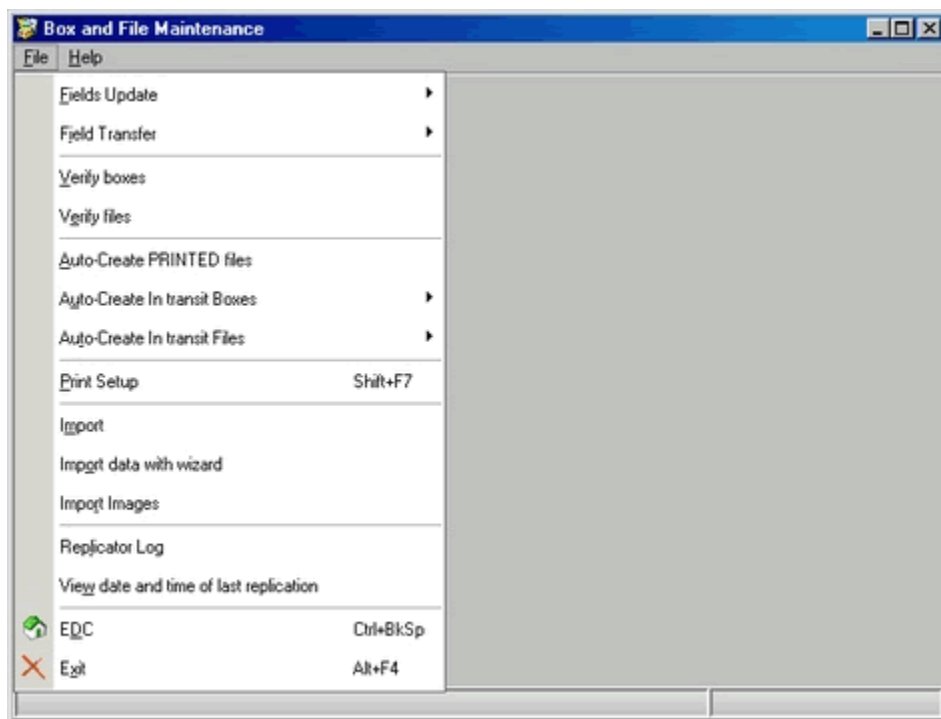 Box and File Maintenance
File Help
Fields Update
Field Transfer
Verify boxes
Verify files
Auto-Create PRINTED files
Auto-Create In transit Boxes
Auto-Create In transit Files
Print Setup Shift+F7
Import
Import data with wizard
Import Images
Replicator Log
View date and time of last replication
EDC Ctrl+BkSp
Exit Alt+F4